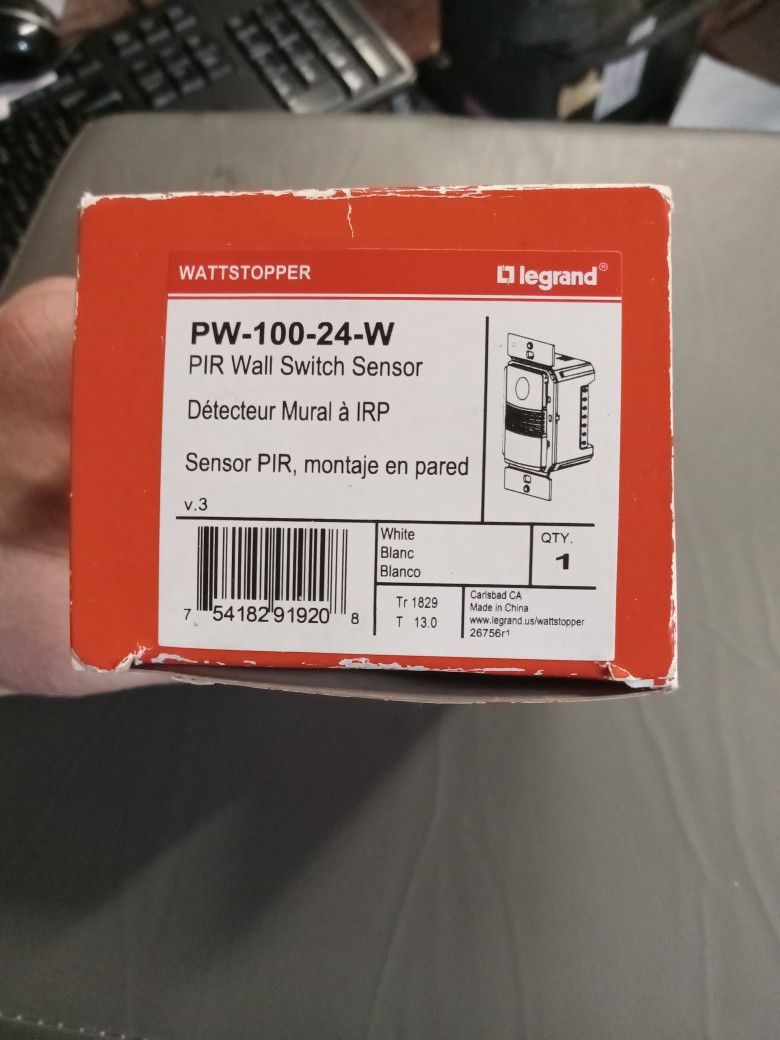 WATTSTOPPER
legrand®
PW-100-24-W
PIR Wall Switch Sensor
Détecteur Mural à IRP
Sensor PIR, montaje en pared
v.3
7 54182 91920 8
White
Blanc
Blanco
QTY.
1
Tr 1829
T 13.0
Carlsbad CA
Made in China
www.legrand.us/wattstopper
26756r1